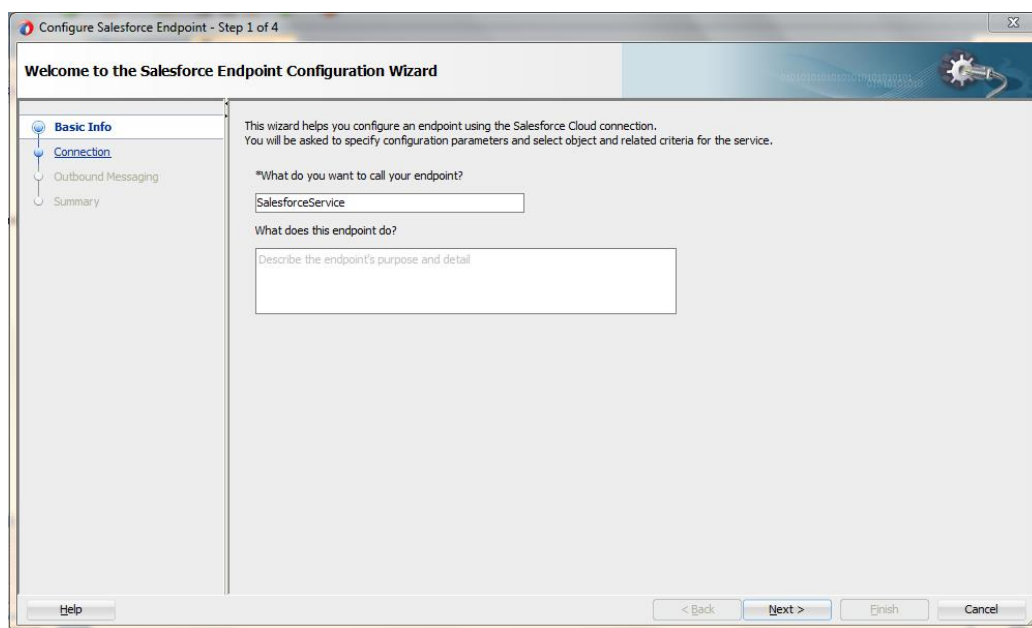 Configure Salesforce Endpoint - Step 1 of 4
Welcome to the Salesforce Endpoint Configuration Wizard
Basic Info
Connection
Outbound Messaging
Summary
This wizard helps you configure an endpoint using the Salesforce Cloud connection.
You will be asked to specify configuration parameters and select object and related criteria for the service.
*What do you want to call your endpoint?
SalesforceService
What does this endpoint do?
Describe the endpoint's purpose and detail
Help
< Back
Next >
Finish
Cancel